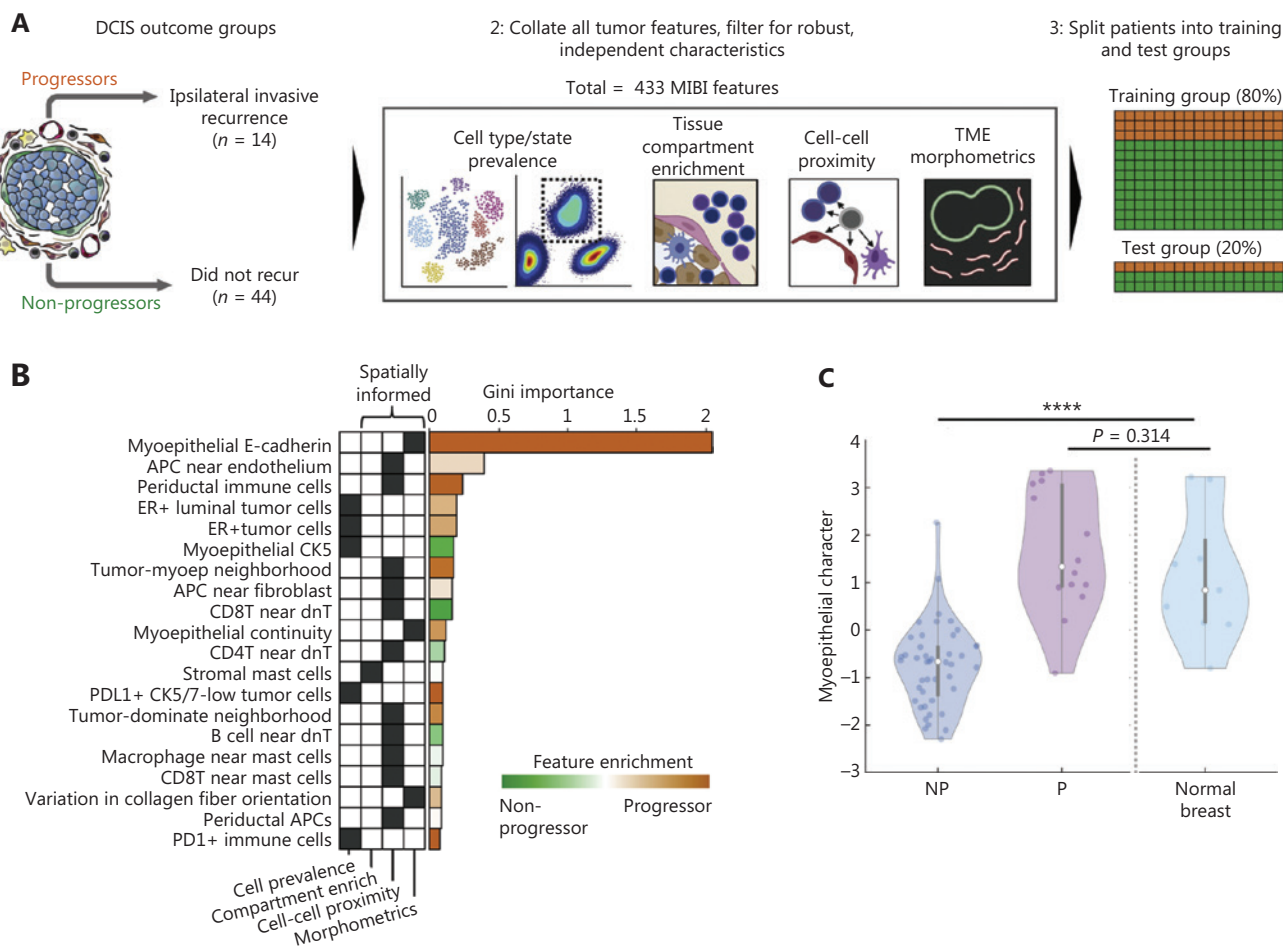 A
DCIS outcome groups
Progressors
Ipsilateral invasive
recurrence
(n = 14)
Did not recur
(n = 44)
Non-progressors
2: Collate all tumor features, filter for robust,
independent characteristics
Total = 433 MIBI features
Cell type/state
prevalence
Tissue
compartment
enrichment
Cell-cell
proximity
TME
morphometrics
3: Split patients into training
and test groups
Training group (80%)
Test group (20%)
B
Spatially
informed
Gini importance
0 0.5 1 1.5 2
Myoepithelial E-cadherin
APC near endothelium
Periductal immune cells
ER+ luminal tumor cells
ER+tumor cells
Myoepithelial CK5
Tumor-myoep neighborhood
APC near fibroblast
CD8T near dnT
Myoepithelial continuity
CD4T near dnT
Stromal mast cells
PDL1+ CK5/7-low tumor cells
Tumor-dominate neighborhood
B cell near dnT
Macrophage near mast cells
CD8T near mast cells
Variation in collagen fiber orientation
Periductal APCs
PD1+ immune cells
Cell prevalence
Compartment enrich
Cell-cell proximity
Morphometrics
Feature enrichment
Non-
progressor
Progressor
C
****
P = 0.314
Myoepithelial character
4
3
2
1
0
−1
−2
−3
NP
P
Normal
breast